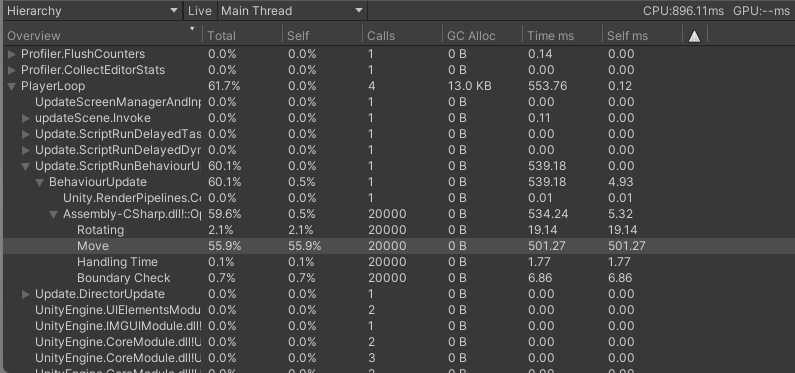 Hierarchy Live Main Thread CPU:896.11ms GPU:--ms
Overview Total Self Calls GC Alloc Time ms Self ms
Profiler.FlushCounters 0.0% 0.0% 1 0 B 0.14 0.00
Profiler.CollectEditorStats 0.0% 0.0% 1 0 B 0.00 0.00
PlayerLoop 61.7% 0.0% 4 13.0 KB 553.76 0.12
UpdateScreenManagerAndInp 0.0% 0.0% 1 0 B 0.00 0.00
updateScene.Invoke 0.0% 0.0% 1 0 B 0.11 0.00
Update.ScriptRunDelayedTas 0.0% 0.0% 1 0 B 0.00 0.00
Update.ScriptRunDelayedDyr 0.0% 0.0% 1 0 B 0.00 0.00
Update.ScriptRunBehaviourU 60.1% 0.0% 1 0 B 539.18 0.00
BehaviourUpdate 60.1% 0.5% 1 0 B 539.18 4.93
Unity.RenderPipelines.Co 0.0% 0.0% 1 0 B 0.01 0.01
Assembly-CSharp.dll!::Op 59.6% 0.5% 20000 0 B 534.24 5.32
Rotating 2.1% 2.1% 20000 0 B 19.14 19.14
Move 55.9% 55.9% 20000 0 B 501.27 501.27
Handling Time 0.1% 0.1% 20000 0 B 1.77 1.77
Boundary Check 0.7% 0.7% 20000 0 B 6.86 6.86
Update.DirectorUpdate 0.0% 0.0% 1 0 B 0.00 0.00
UnityEngine.UIElementsModu 0.0% 0.0% 2 0 B 0.00 0.00
UnityEngine.IMGUIModule.dll! 0.0% 0.0% 1 0 B 0.00 0.00
UnityEngine.CoreModule.dll!U 0.0% 0.0% 2 0 B 0.00 0.00
UnityEngine.CoreModule.dll!U 0.0% 0.0% 3 0 B 0.00 0.00